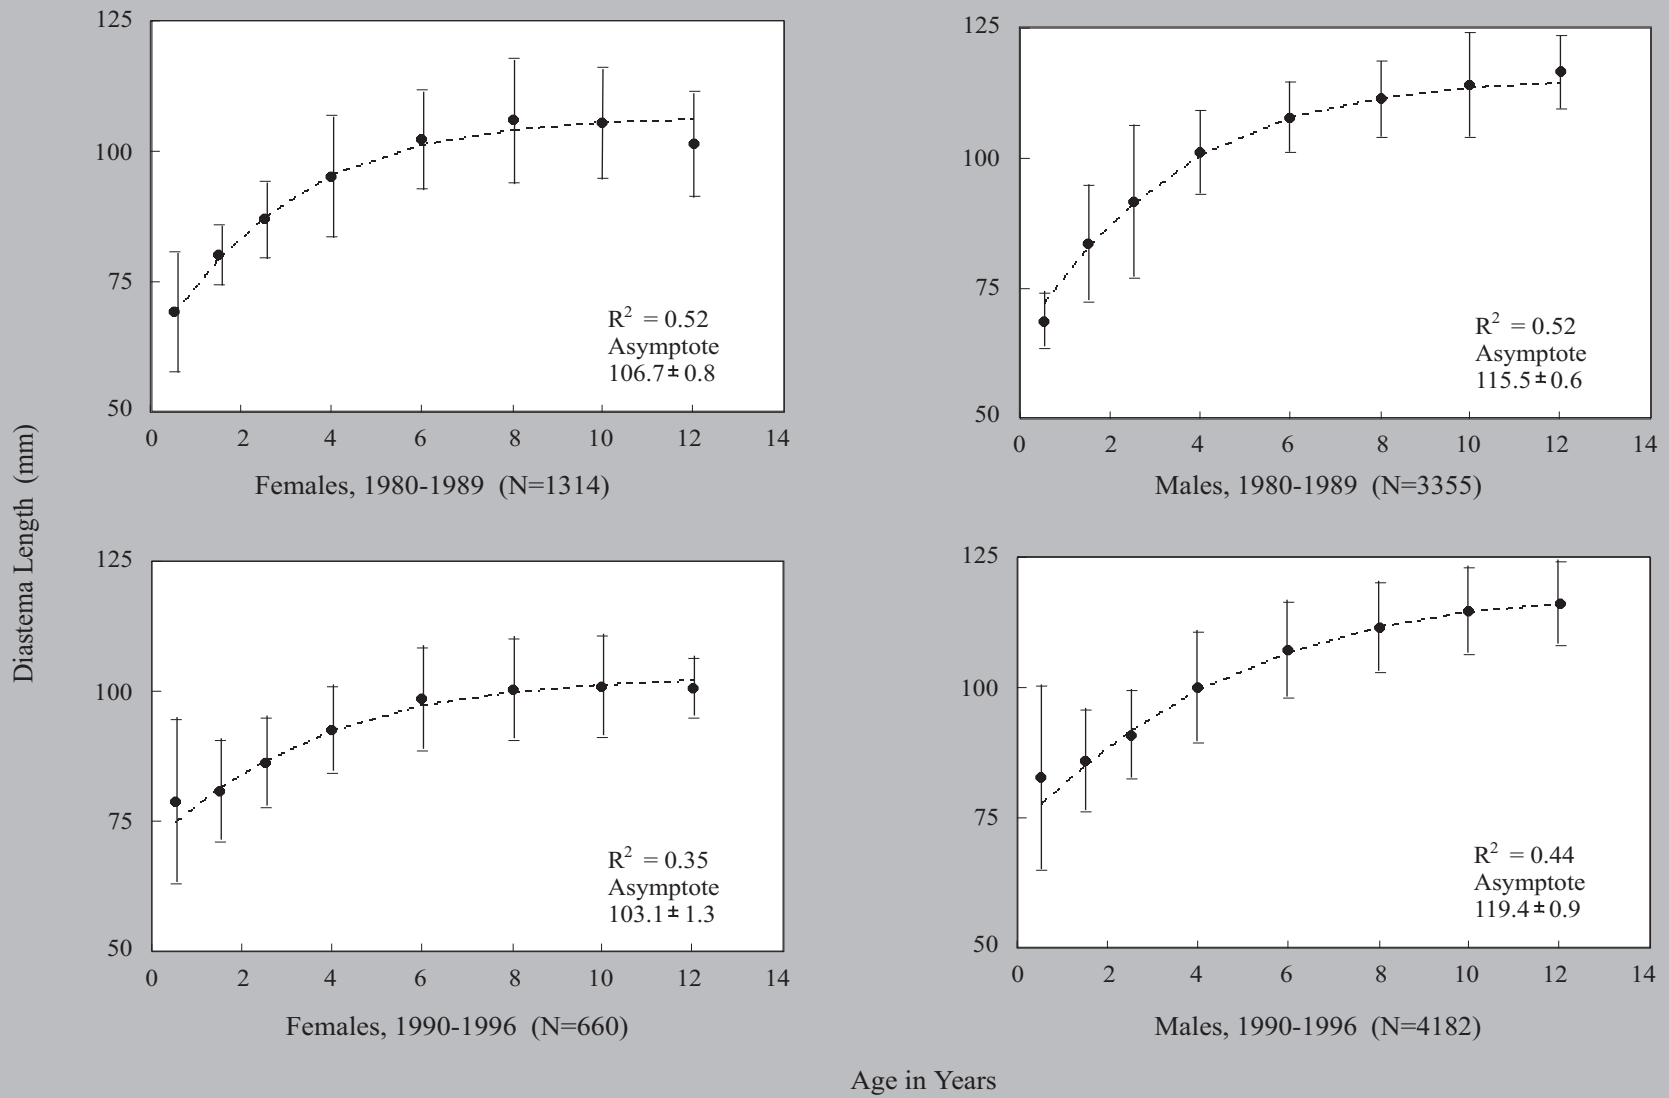 125
100
75
50
0 2 4 6 8 10 12 14
R² = 0.52
Asymptote
106.7 ± 0.8
Females, 1980-1989 (N=1314)
125
100
75
50
0 2 4 6 8 10 12 14
R² = 0.52
Asymptote
115.5 ± 0.6
Males, 1980-1989 (N=3355)
Diastema Length (mm)
125
100
75
50
0 2 4 6 8 10 12 14
R² = 0.35
Asymptote
103.1 ± 1.3
Females, 1990-1996 (N=660)
125
100
75
50
0 2 4 6 8 10 12 14
R² = 0.44
Asymptote
119.4 ± 0.9
Males, 1990-1996 (N=4182)
Age in Years